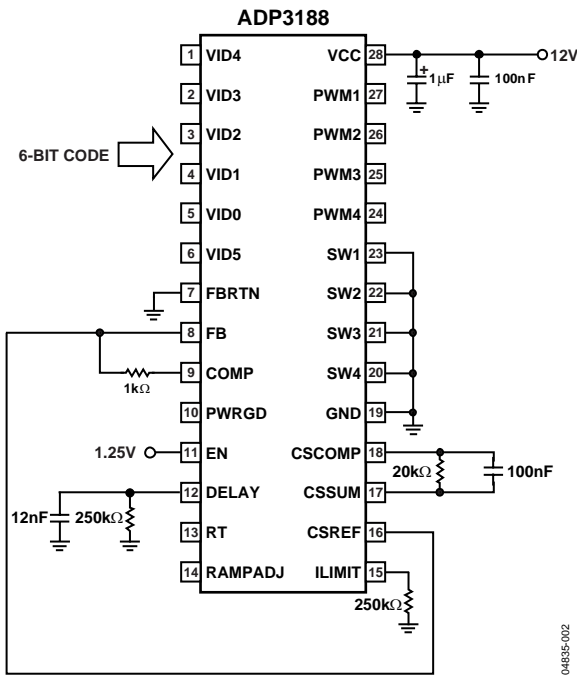 ADP3188
1 VID4
VCC 28
12V
1µF
+
100nF
2 VID3
PWM1 27
3 VID2
PWM2 26
6-BIT CODE
4 VID1
PWM3 25
5 VID0
PWM4 24
6 VID5
SW1 23
7 FBRTN
SW2 22
8 FB
SW3 21
9 COMP
SW4 20
1kΩ
10 PWRGD
GND 19
1.25V
11 EN
CSCOMP 18
20kΩ
100nF
12 DELAY
CSSUM 17
12nF
250kΩ
13 RT
CSREF 16
14 RAMPADJ
ILIMIT 15
250kΩ
04835-002